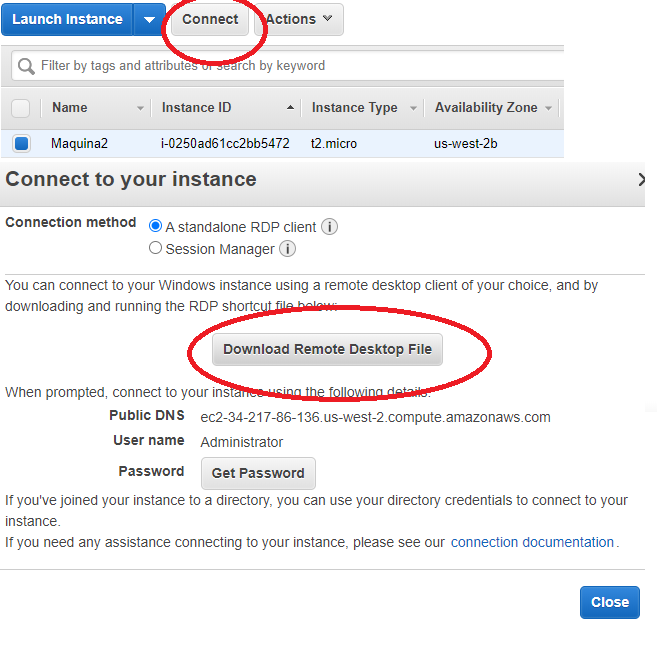 Launch Instance Connect Actions
Filter by tags and attributes or search by keyword
Name Instance ID Instance Type Availability Zone
Maquina2 i-0250ad61cc2bb5472 t2.micro us-west-2b
Connect to your instance
Connection method A standalone RDP client i
Session Manager i
You can connect to your Windows instance using a remote desktop client of your choice, and by
downloading and running the RDP shortcut file below:
Download Remote Desktop File
When prompted, connect to your instance using the following details:
Public DNS ec2-34-217-86-136.us-west-2.compute.amazonaws.com
User name Administrator
Password Get Password
If you've joined your instance to a directory, you can use your directory credentials to connect to your
instance.
If you need any assistance connecting to your instance, please see our connection documentation.
Close